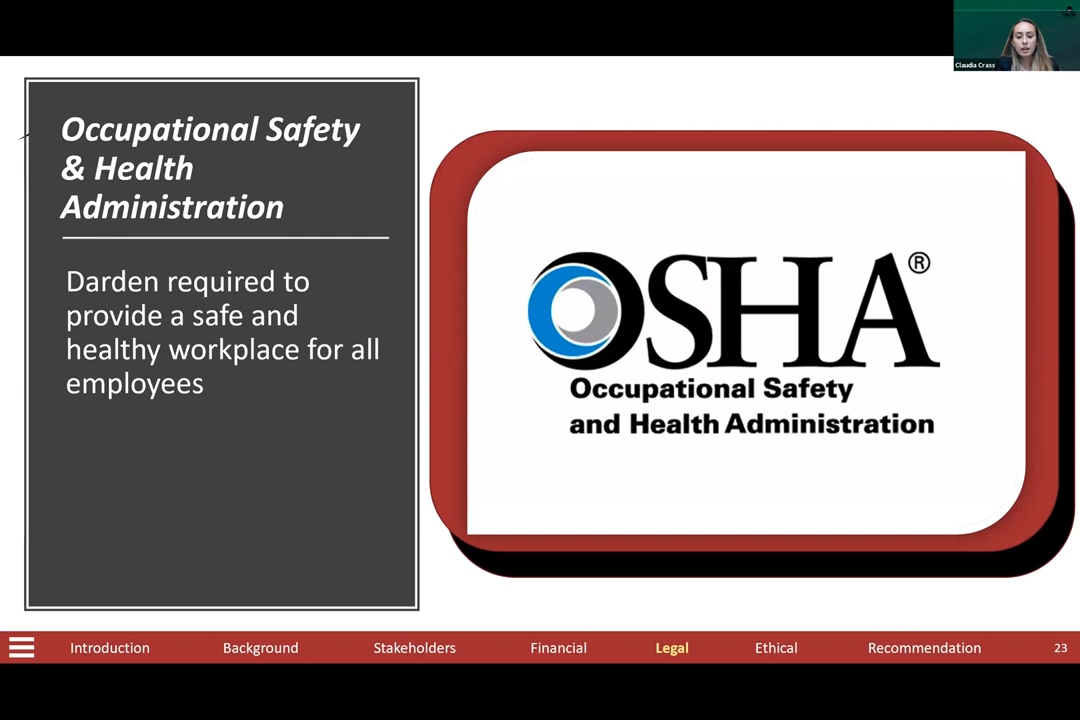 Claudia Crass
Occupational Safety
& Health
Administration
Darden required to
provide a safe and
healthy workplace for all
employees
OSHA®
Occupational Safety
and Health Administration
Introduction Background Stakeholders Financial Legal Ethical Recommendation 23